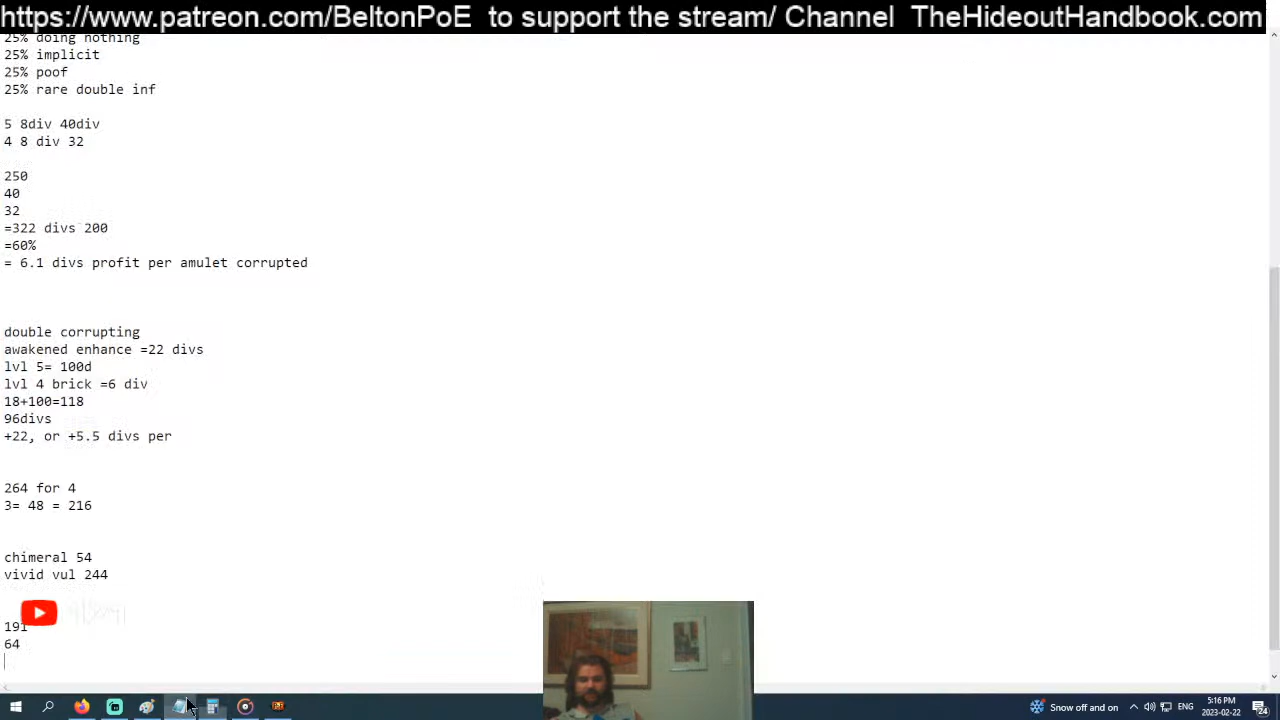 https://www.patreon.com/BeltonPoE to support the stream/ Channel TheHideoutHandbook.com
25% doing nothing
25% implicit
25% poof
25% rare double inf
5 8div 40div
4 8 div 32
250
40
32
=322 divs 200
=60%
= 6.1 divs profit per amulet corrupted
double corrupting
awakened enhance =22 divs
lvl 5= 100d
lvl 4 brick =6 div
18+100=118
96divs
+22, or +5.5 divs per
264 for 4
3= 48 = 216
chimeral 54
vivid vul 244
191
64
Snow off and on
ENG
5:16 PM
2023-02-22
24